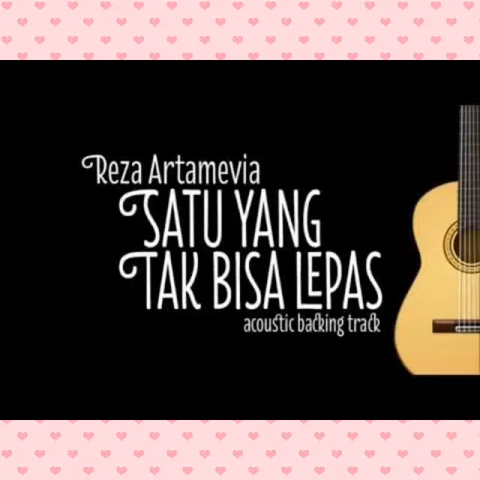 Reza Artamevia
SATU YANG
TAK BISA LEPAS
acoustic backing track